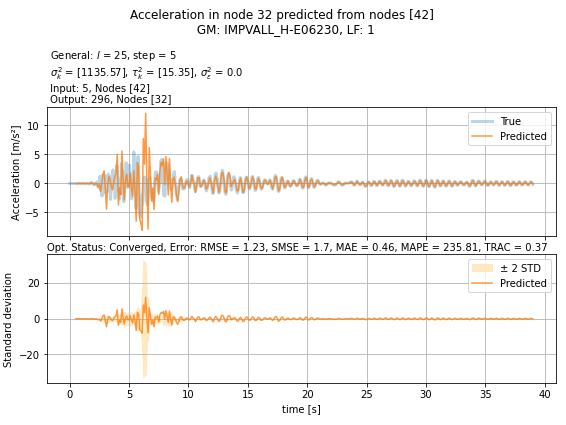 Acceleration in node 32 predicted from nodes [42]
GM: IMPVALL_H-E06230, LF: 1
General: l = 25, step = 5
σ²ₖ = [1135.57], τ²ₖ = [15.35], σ²ε = 0.0
Input: 5, Nodes [42]
Output: 296, Nodes [32]
Acceleration [m/s²]
10
5
0
−5
True
Predicted
Opt. Status: Converged, Error: RMSE = 1.23, SMSE = 1.7, MAE = 0.46, MAPE = 235.81, TRAC = 0.37
Standard deviation
20
0
−20
± 2 STD
Predicted
0 5 10 15 20 25 30 35 40
time [s]